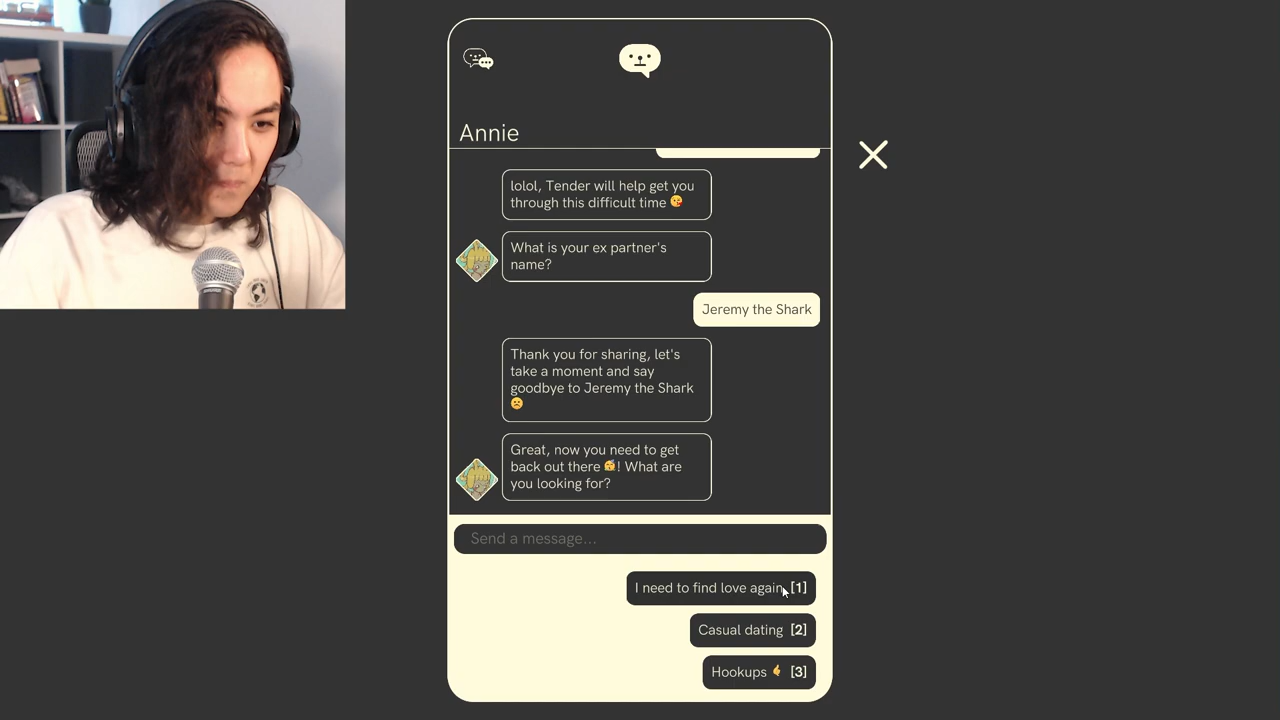 Annie
lolol, Tender will help get you
through this difficult time 😘
What is your ex partner's
name?
Jeremy the Shark
Thank you for sharing, let's
take a moment and say
goodbye to Jeremy the Shark
☹️
Great, now you need to get
back out there 🥳! What are
you looking for?
Send a message...
I need to find love again [1]
Casual dating [2]
Hookups 🤙 [3]